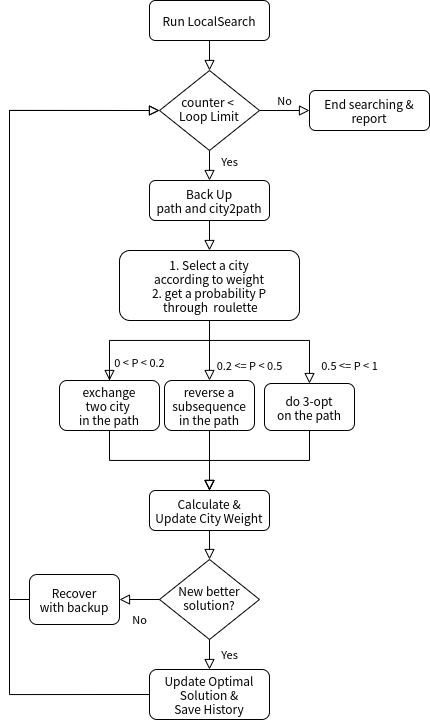 Run LocalSearch
counter <
Loop Limit
No
End searching &
report
Yes
Back Up
path and city2path
1. Select a city
according to weight
2. get a probability P
through roulette
0 < P < 0.2
0.2 <= P < 0.5
0.5 <= P < 1
exchange
two city
in the path
reverse a
subsequence
in the path
do 3-opt
on the path
Calculate &
Update City Weight
New better
solution?
No
Recover
with backup
Yes
Update Optimal
Solution &
Save History